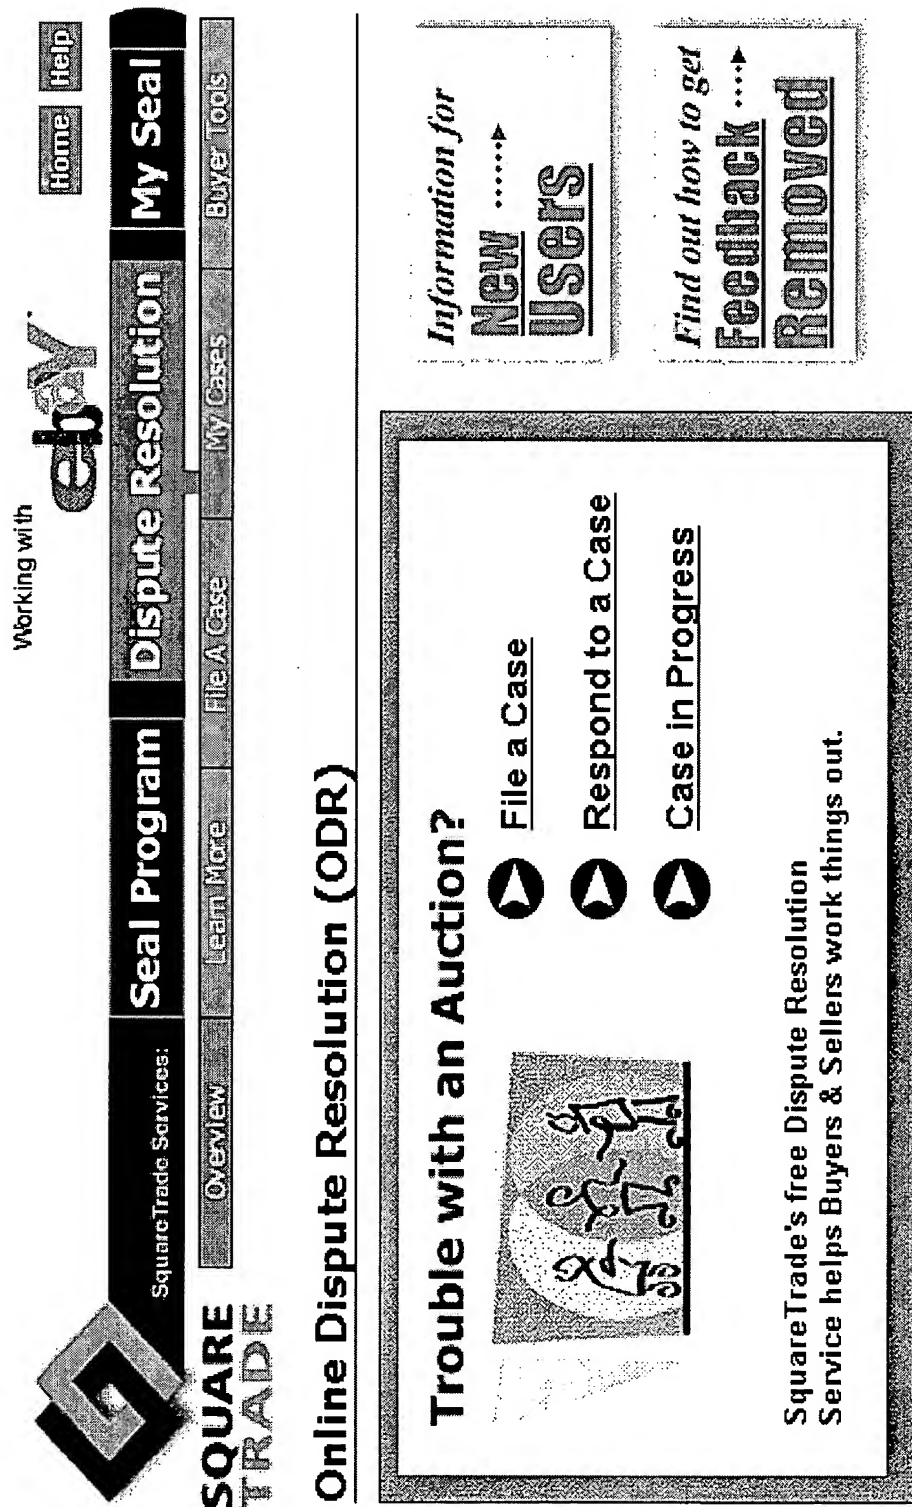 Working with
ebaY
Home Help
SquareTrade Services:
Seal Program
Dispute Resolution
My Seal
SQUARE
TRADE
Overview
Learn More
File A Case
My Cases
Buyer Tools
Online Dispute Resolution (ODR)
Trouble with an Auction?
File a Case
Respond to a Case
Case in Progress
SquareTrade's free Dispute Resolution
Service helps Buyers & Sellers work things out.
Information for
New
Users
Find out how to get
Feedback
Removed